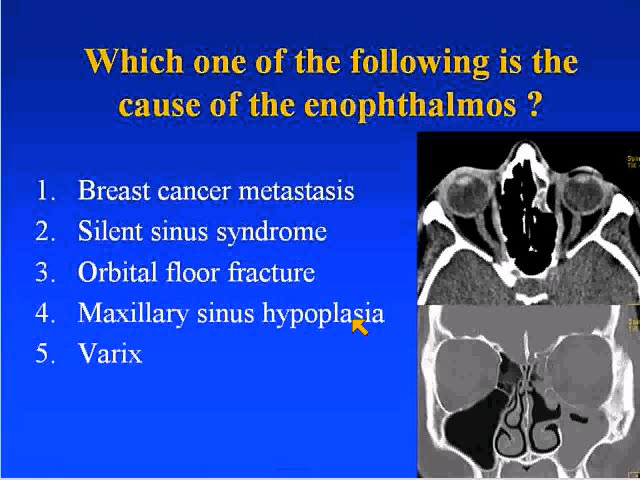 Which one of the following is the
cause of the enophthalmos ?
1. Breast cancer metastasis
2. Silent sinus syndrome
3. Orbital floor fracture
4. Maxillary sinus hypoplasia
5. Varix